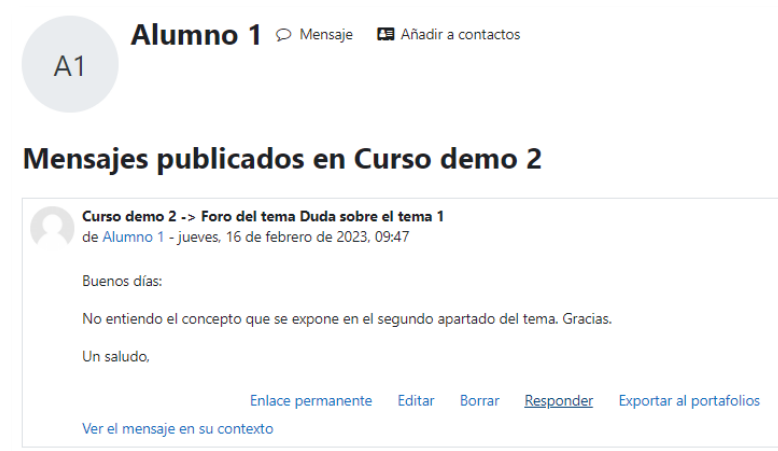 A1
Alumno 1 Mensaje Añadir a contactos
Mensajes publicados en Curso demo 2
Curso demo 2 -> Foro del tema Duda sobre el tema 1
de Alumno 1 - jueves, 16 de febrero de 2023, 09:47
Buenos días:
No entiendo el concepto que se expone en el segundo apartado del tema. Gracias.
Un saludo,
Enlace permanente Editar Borrar Responder Exportar al portafolios
Ver el mensaje en su contexto